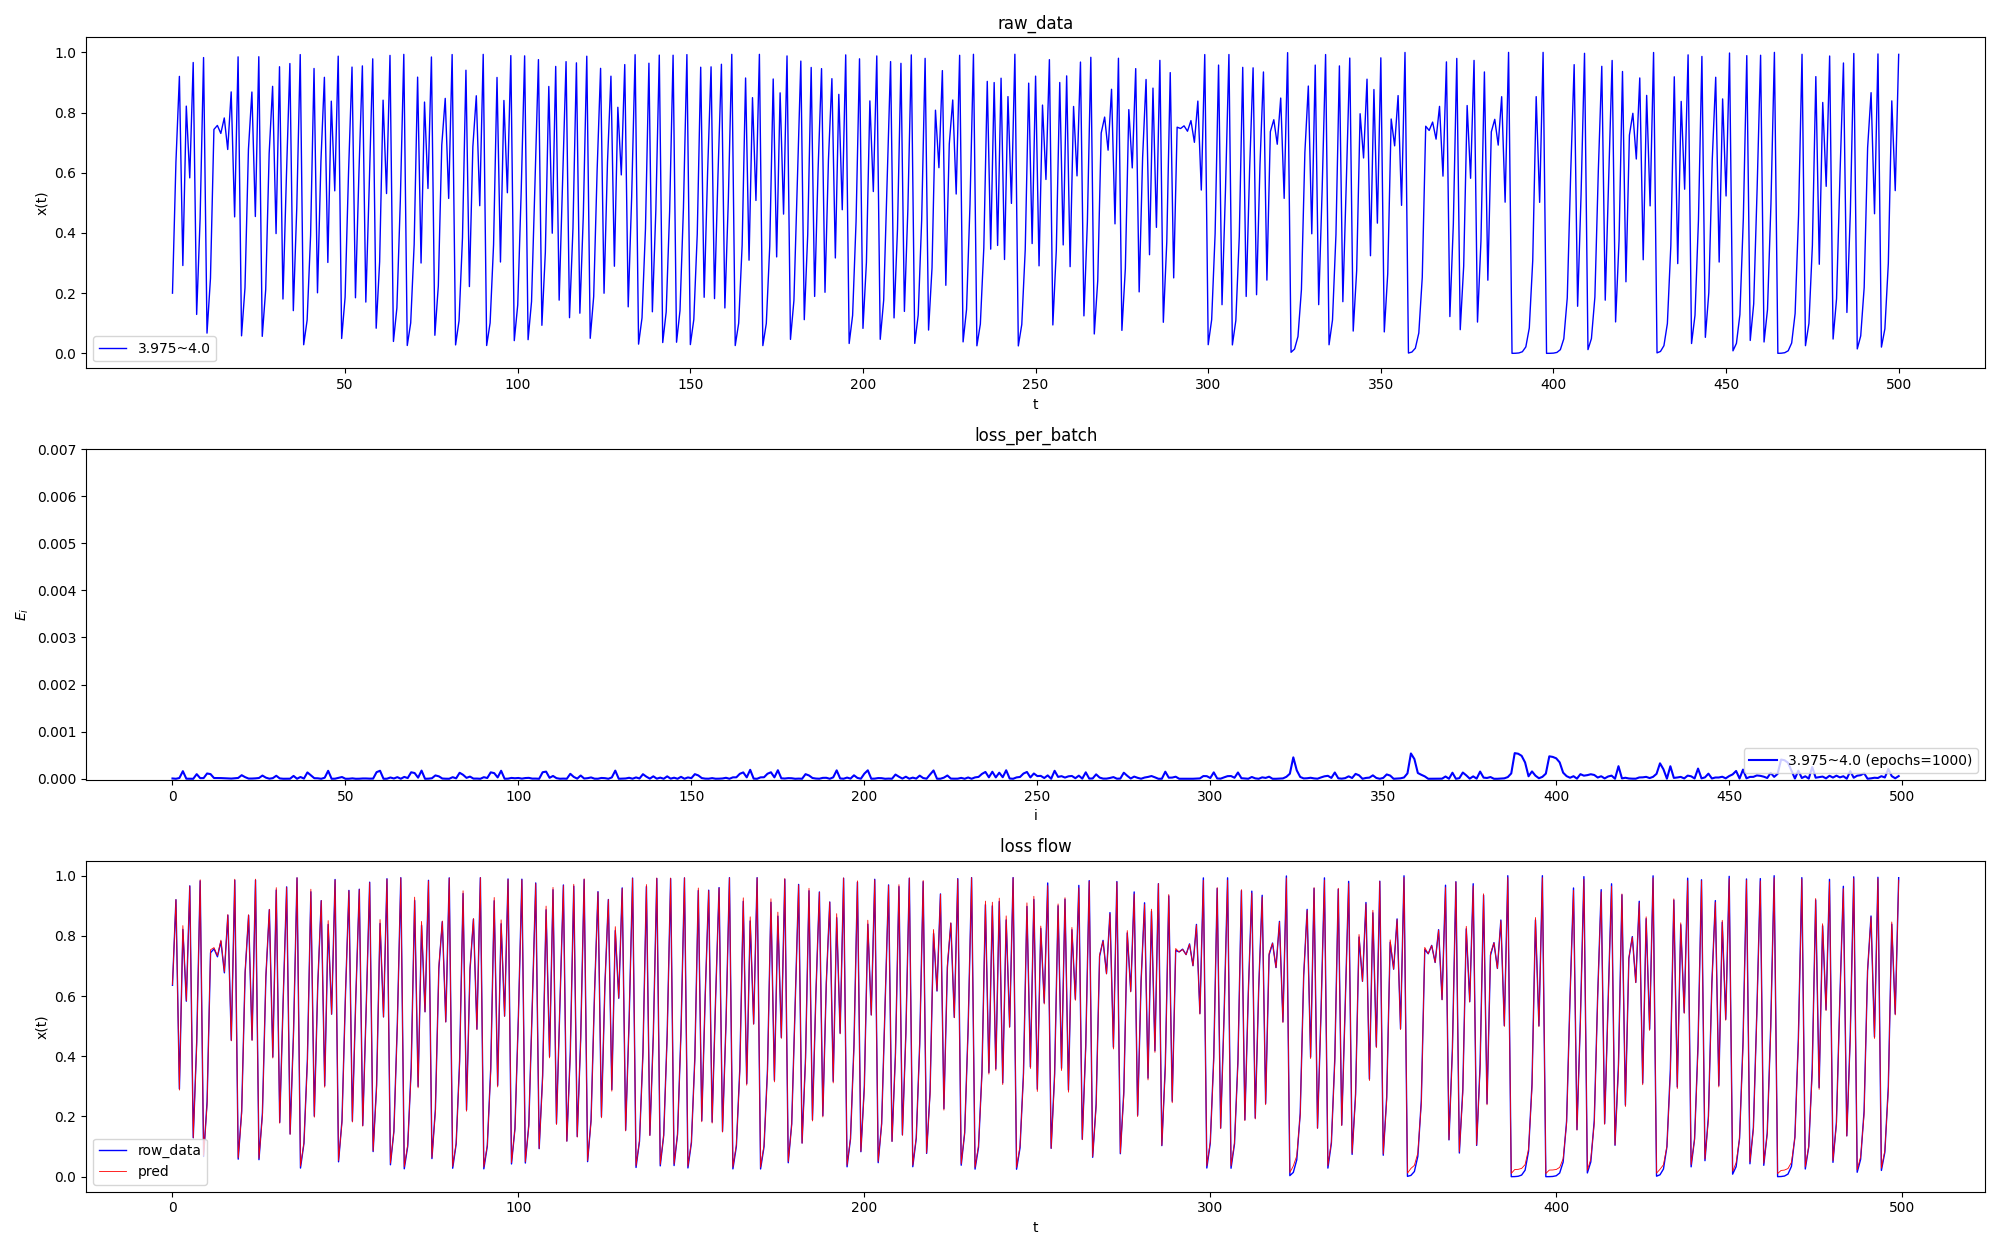 raw_data
1.0
0.8
0.6
0.4
0.2
0.0
x(t)
3.975~4.0
50 100 150 200 250 300 350 400 450 500
t
loss_per_batch
0.007
0.006
0.005
0.004
0.003
0.002
0.001
0.000
E_i
3.975~4.0 (epochs=1000)
0 50 100 150 200 250 300 350 400 450 500
i
loss flow
1.0
0.8
0.6
0.4
0.2
0.0
x(t)
row_data
pred
0 100 200 300 400 500
t